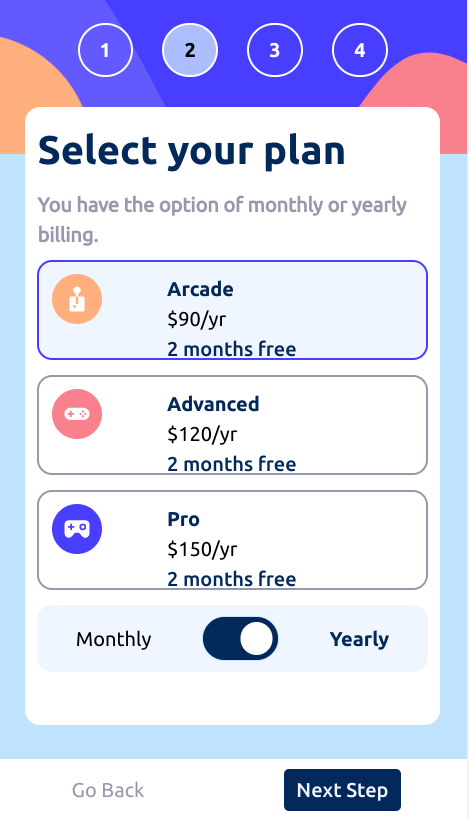 1 2 3 4
Select your plan
You have the option of monthly or yearly
billing.
Arcade
$90/yr
2 months free
Advanced
$120/yr
2 months free
Pro
$150/yr
2 months free
Monthly Yearly
Go Back Next Step